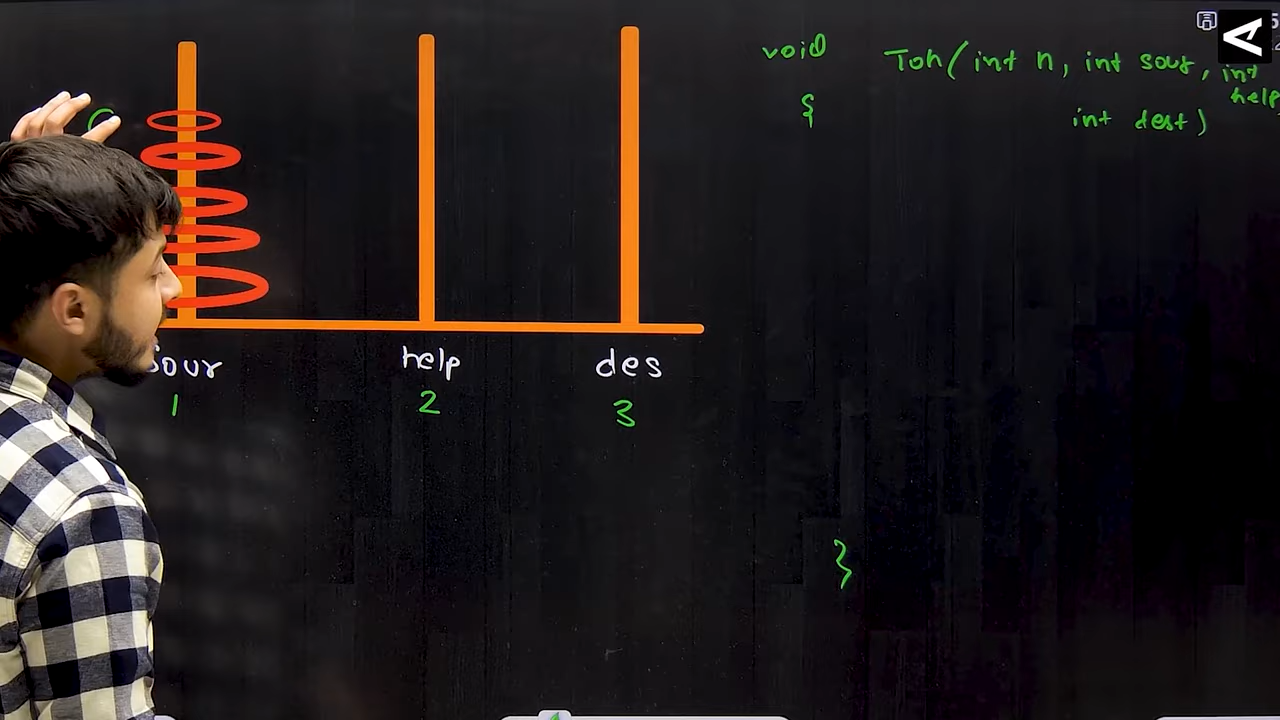 void Toh(int n, int sour, int
help,
{ int dest)
sour help des
1 2 3
}